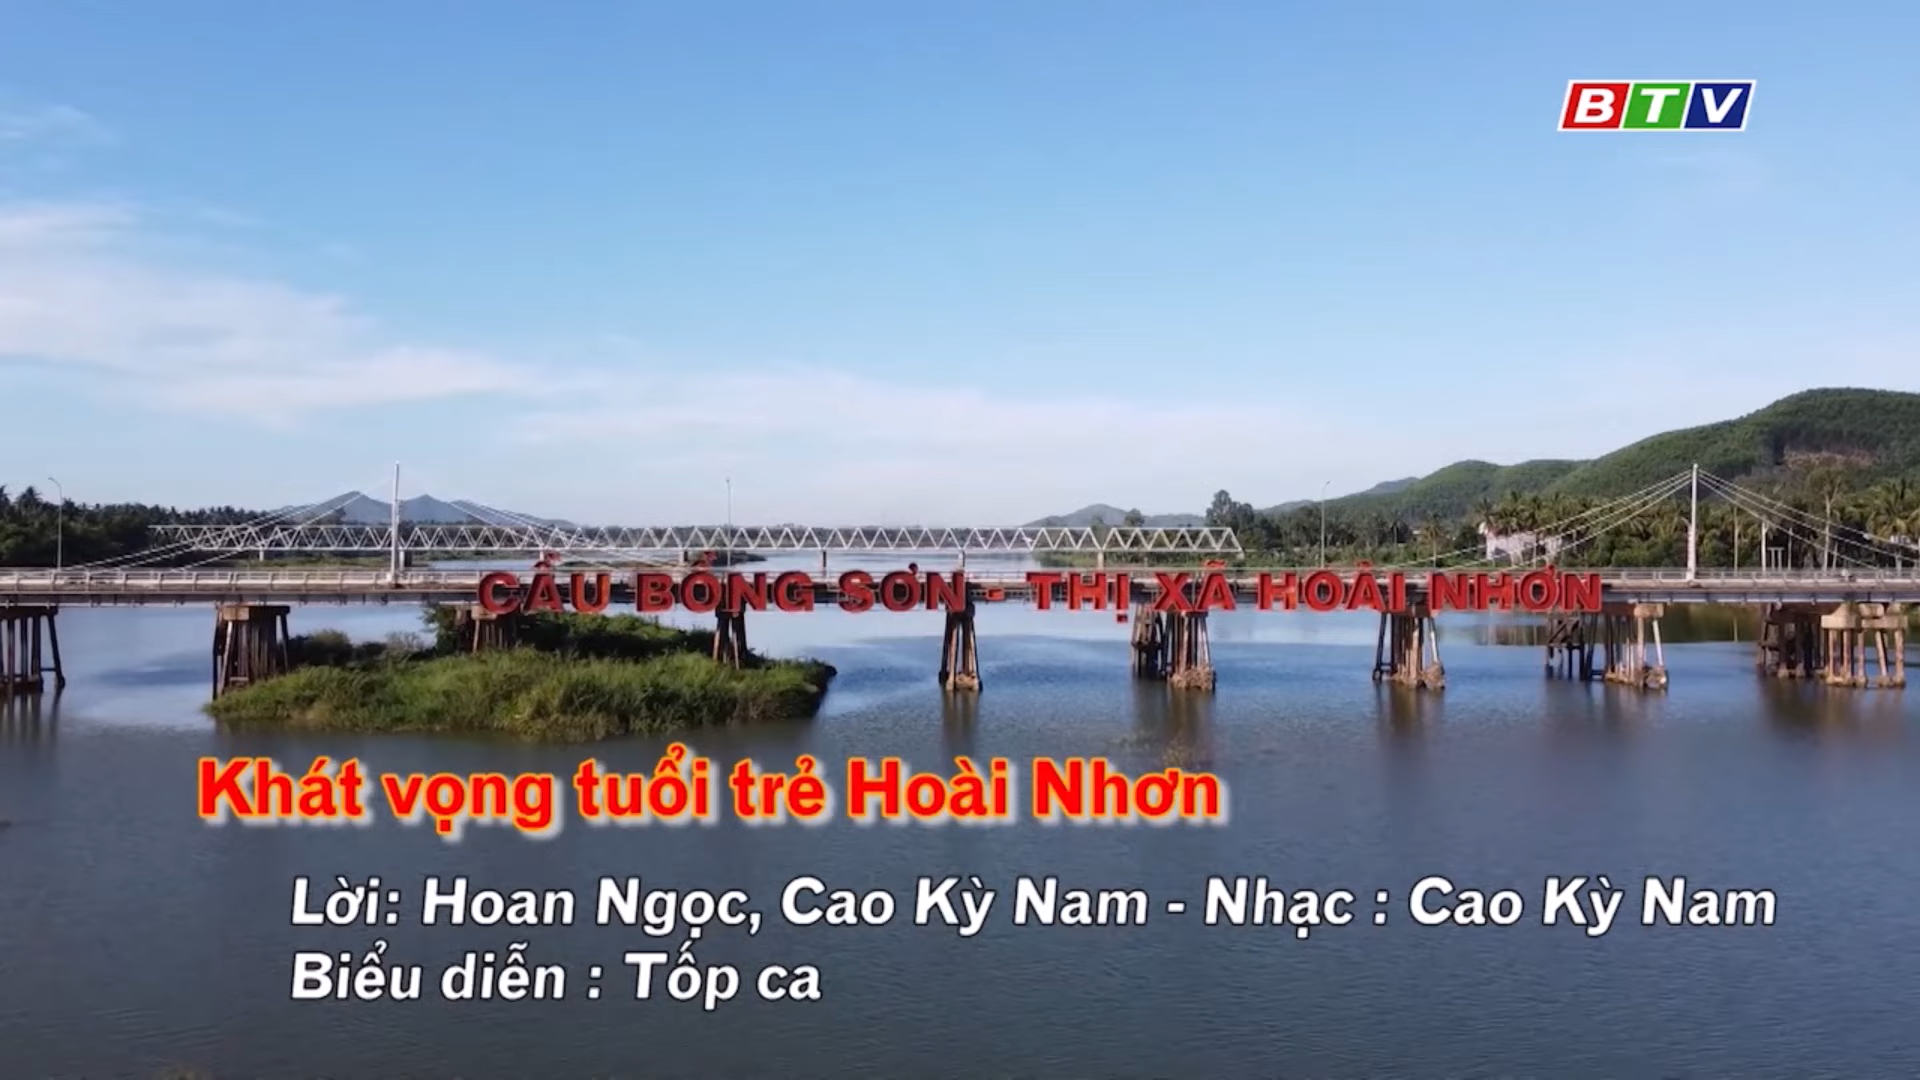 BTV
CẦU BỒNG SƠN - THỊ XÃ HOÀI NHƠN
Khát vọng tuổi trẻ Hoài Nhơn
Lời: Hoan Ngọc, Cao Kỳ Nam - Nhạc : Cao Kỳ Nam
Biểu diễn : Tốp ca